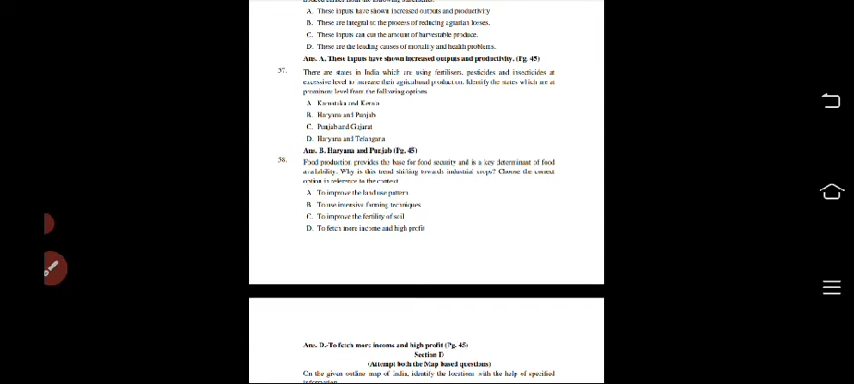 A. These inputs have shown increased outputs and productivity
B. These are integral to the process of reducing agrarian losses.
C. These inputs can cut the amount of harvestable produce.
D. These are the leading causes of mortality and health problems.
Ans. A. These inputs have shown increased outputs and productivity. (Pg. 45)
37. There are states in India which are using fertilisers, pesticides and insecticides at
excessive level to increase their agricultural production. Identify the states which are at
prominent level from the following options
A. Karnataka and Kerala
B. Haryana and Punjab
C. Punjab and Gujarat
D. Haryana and Telangana
Ans. B. Haryana and Punjab (Pg. 45)
38. Food production provides the base for food security and is a key determinant of food
availability. Why is this trend shifting towards industrial crops? Choose the correct
option in reference to the context
A. To improve the land use pattern
B. To use intensive farming techniques
C. To improve the fertility of soil
D. To fetch more income and high profit
Ans. D.-To fetch more income and high profit (Pg. 45)
Section D
(Attempt both the Map based questions)
On the given outline map of India, identify the locations with the help of specified